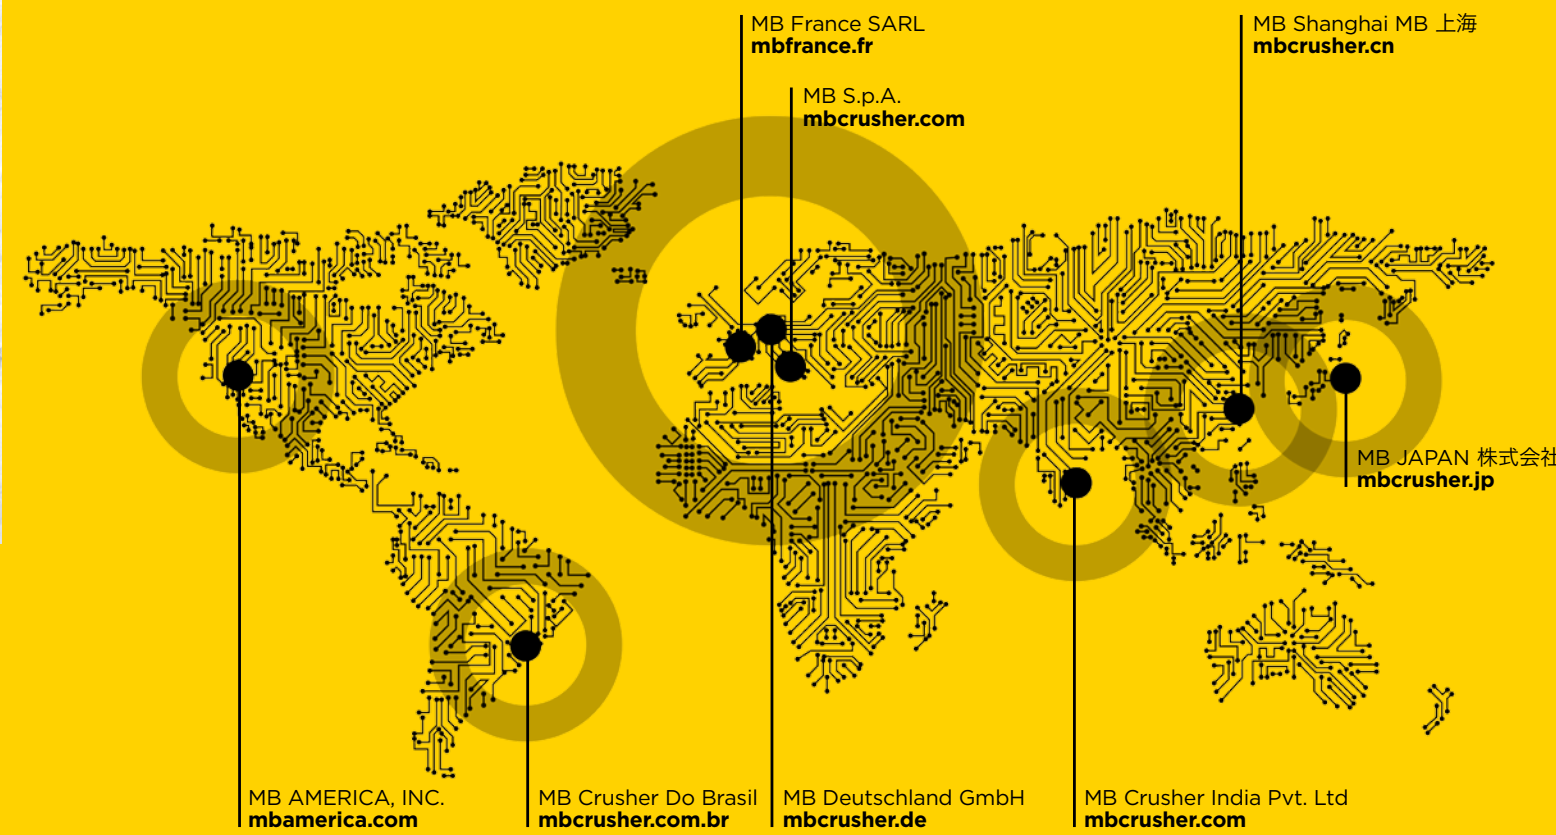 MB France SARL
mbfrance.fr
MB Shanghai MB 上海
mbcrusher.cn
MB S.p.A.
mbcrusher.com
MB JAPAN 株式会社
mbcrusher.jp
MB AMERICA, INC.
mbamerica.com
MB Crusher Do Brasil
mbcrusher.com.br
MB Deutschland GmbH
mbcrusher.de
MB Crusher India Pvt. Ltd
mbcrusher.com